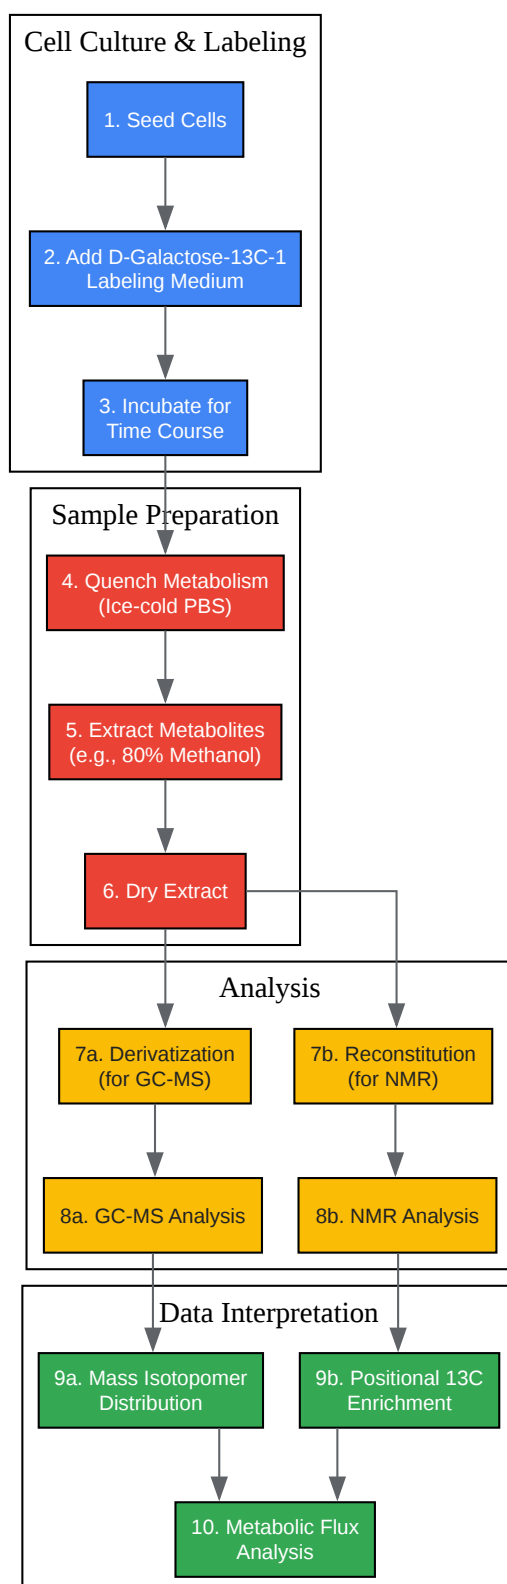 Cell Culture & Labeling
1. Seed Cells
2. Add D-Galactose-13C-1
Labeling Medium
3. Incubate for
Time Course
Sample Preparation
4. Quench Metabolism
(Ice-cold PBS)
5. Extract Metabolites
(e.g., 80% Methanol)
6. Dry Extract
Analysis
7a. Derivatization
(for GC-MS)
7b. Reconstitution
(for NMR)
8a. GC-MS Analysis
8b. NMR Analysis
Data Interpretation
9a. Mass Isotopomer
Distribution
9b. Positional 13C
Enrichment
10. Metabolic Flux
Analysis